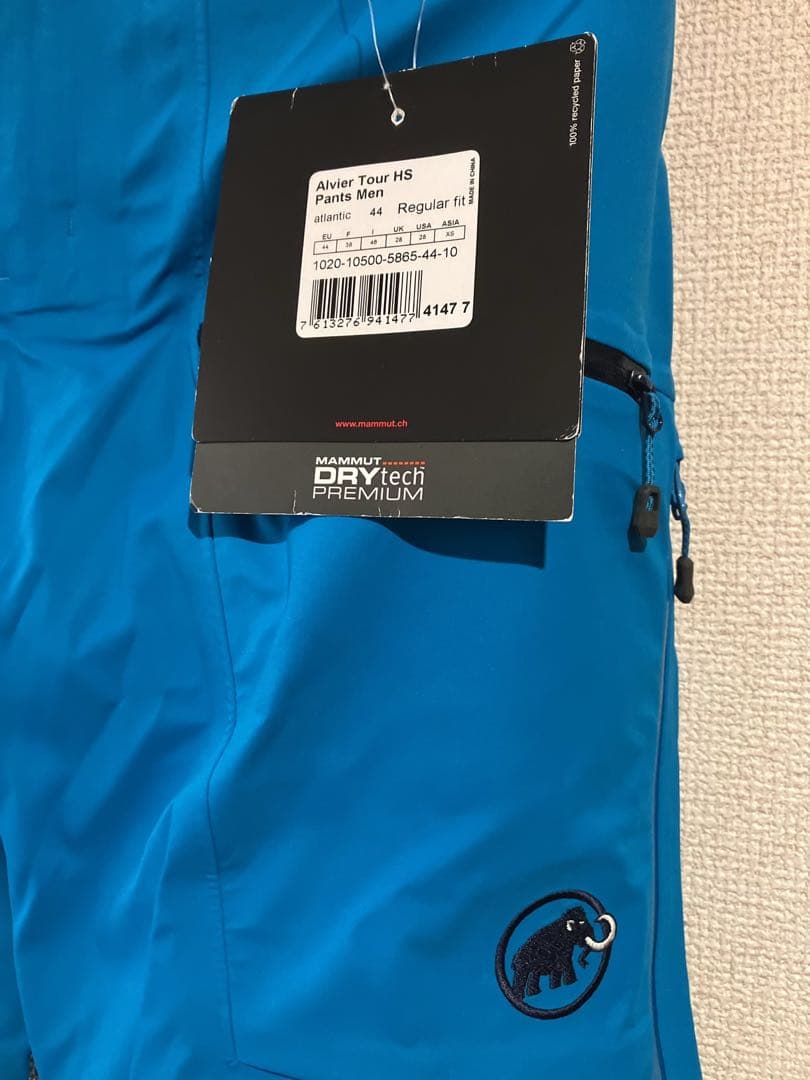 100% recycled paper
Alvier Tour HS
Pants Men
MADE IN CHINA
atlantic 44 Regular fit
EU F I UK USA ASIA
44 38 46 28 28 XS
1020-10500-5865-44-10
7 613276 941477
4147 7
www.mammut.ch
MAMMUT
DRYtech
PREMIUM